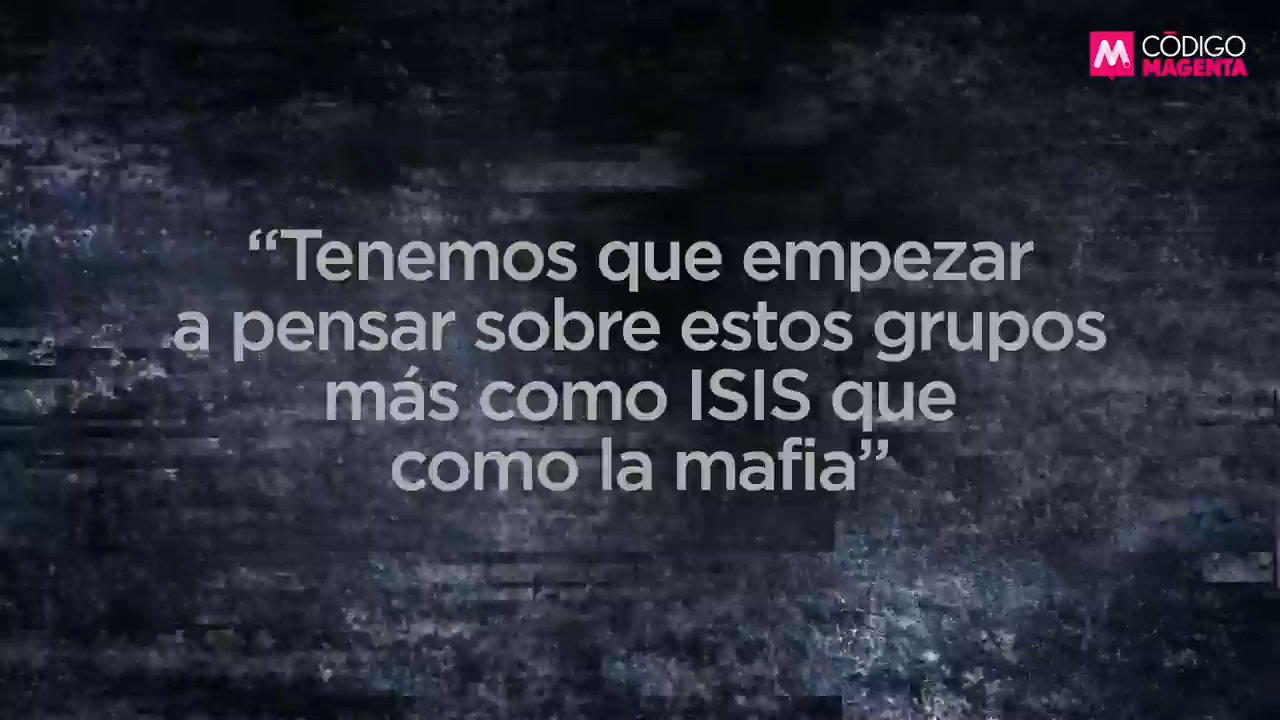 CÓDIGO
MAGENTA
“Tenemos que empezar
a pensar sobre estos grupos
más como ISIS que
como la mafia”